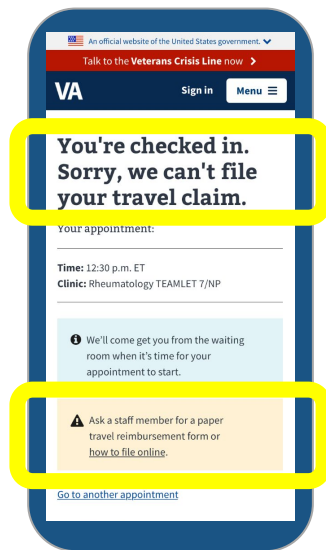 An official website of the United States government.
Talk to the Veterans Crisis Line now
VA
Sign in
Menu
You're checked in.
Sorry, we can't file
your travel claim.
Your appointment:
Time: 12:30 p.m. ET
Clinic: Rheumatology TEAMLET 7/NP
We'll come get you from the waiting
room when it's time for your
appointment to start.
Ask a staff member for a paper
travel reimbursement form or
how to file online.
Go to another appointment